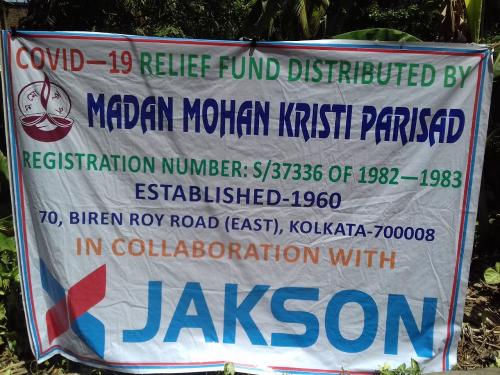 COVID—19 RELIEF FUND DISTRIBUTED BY
MADAN MOHAN KRISTI PARISAD
REGISTRATION NUMBER: S/37336 OF 1982—1983
ESTABLISHED-1960
70, BIREN ROY ROAD (EAST), KOLKATA-700008
IN COLLABORATION WITH
JAKSON